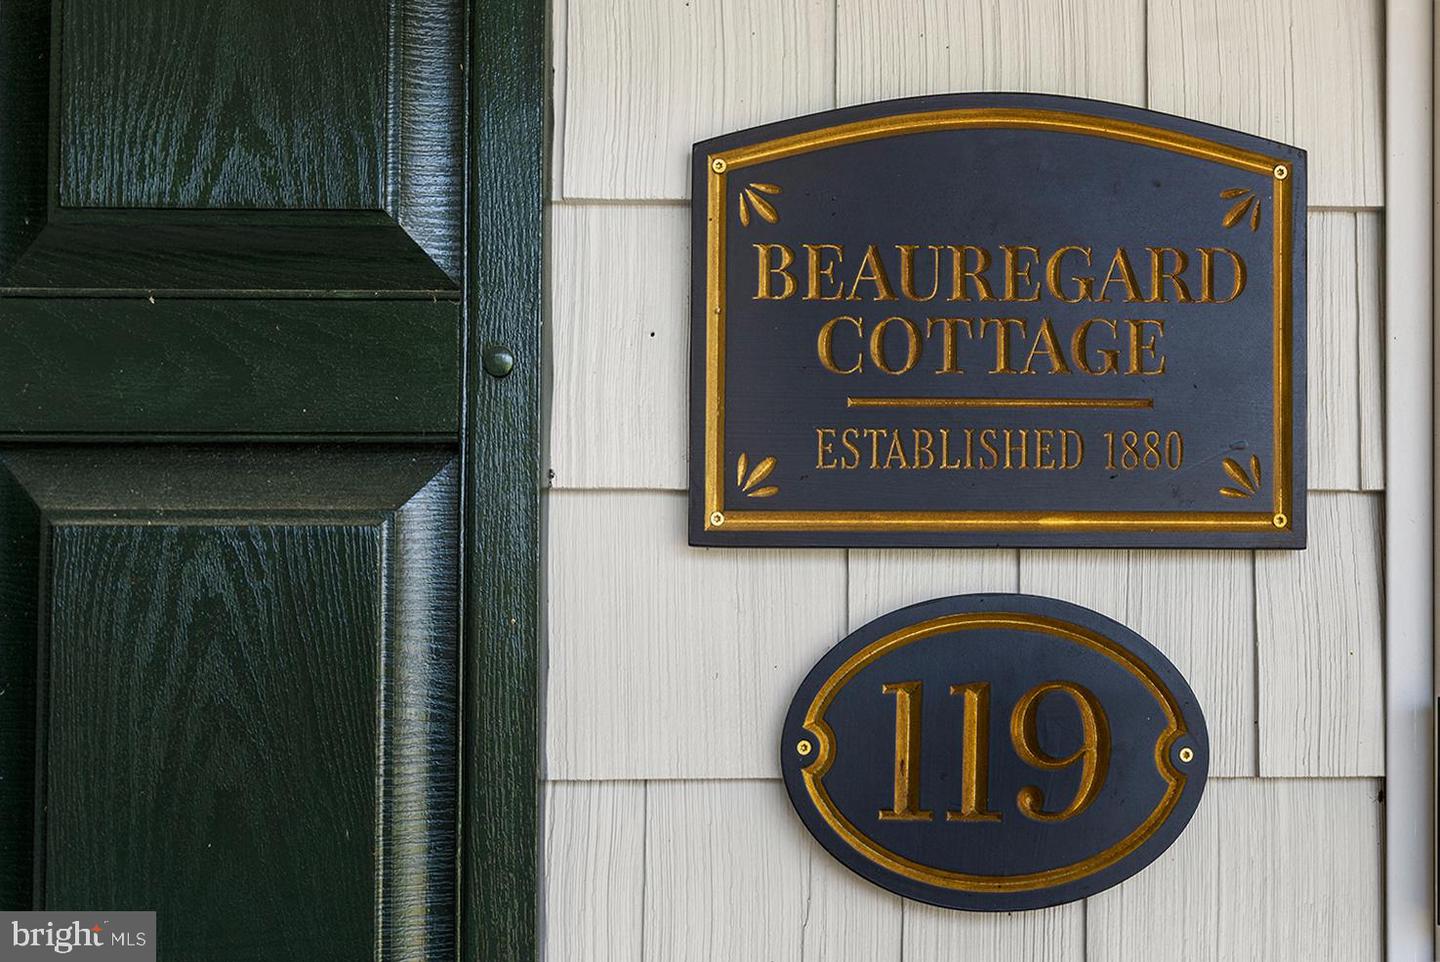 BEAUREGARD
COTTAGE
ESTABLISHED 1880
119
bright MLS